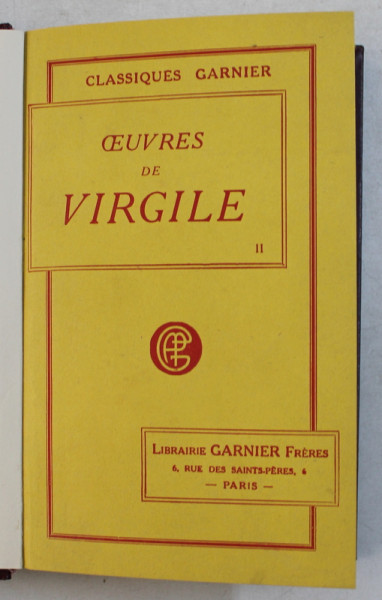 CLASSIQUES GARNIER
ŒUVRES
DE
VIRGILE
II
LIBRAIRIE GARNIER FRÈRES
6, RUE DES SAINTS-PÈRES, 6
— PARIS —